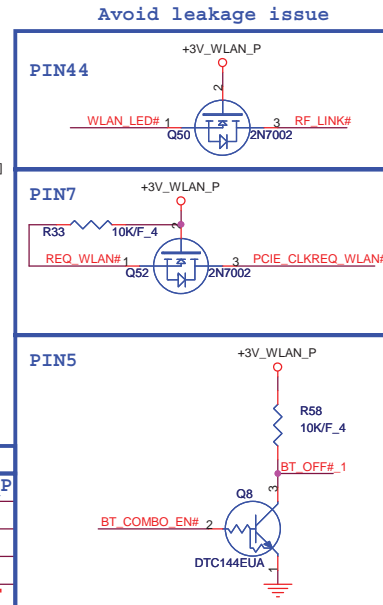 Avoid leakage issue
PIN44
+3V_WLAN_P
2
WLAN_LED# 1
3 RF_LINK#
Q50
2N7002
PIN7
+3V_WLAN_P
R33
10K/F_4
2
REQ_WLAN# 1
3 PCIE_CLKREQ_WLAN#
Q52
2N7002
PIN5
+3V_WLAN_P
R58
10K/F_4
BT_OFF#_1
P
Q8
3
BT_COMBO_EN# 2
DTC144EUA
1